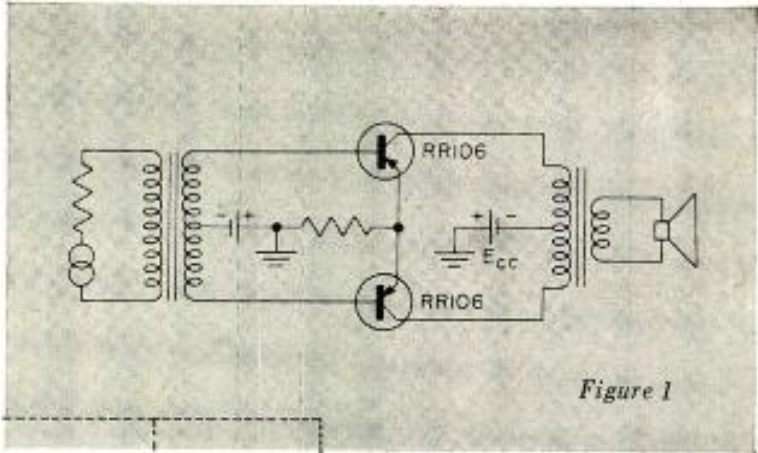 RR106
- +
+ -
Ecc
RR106
Figure 1